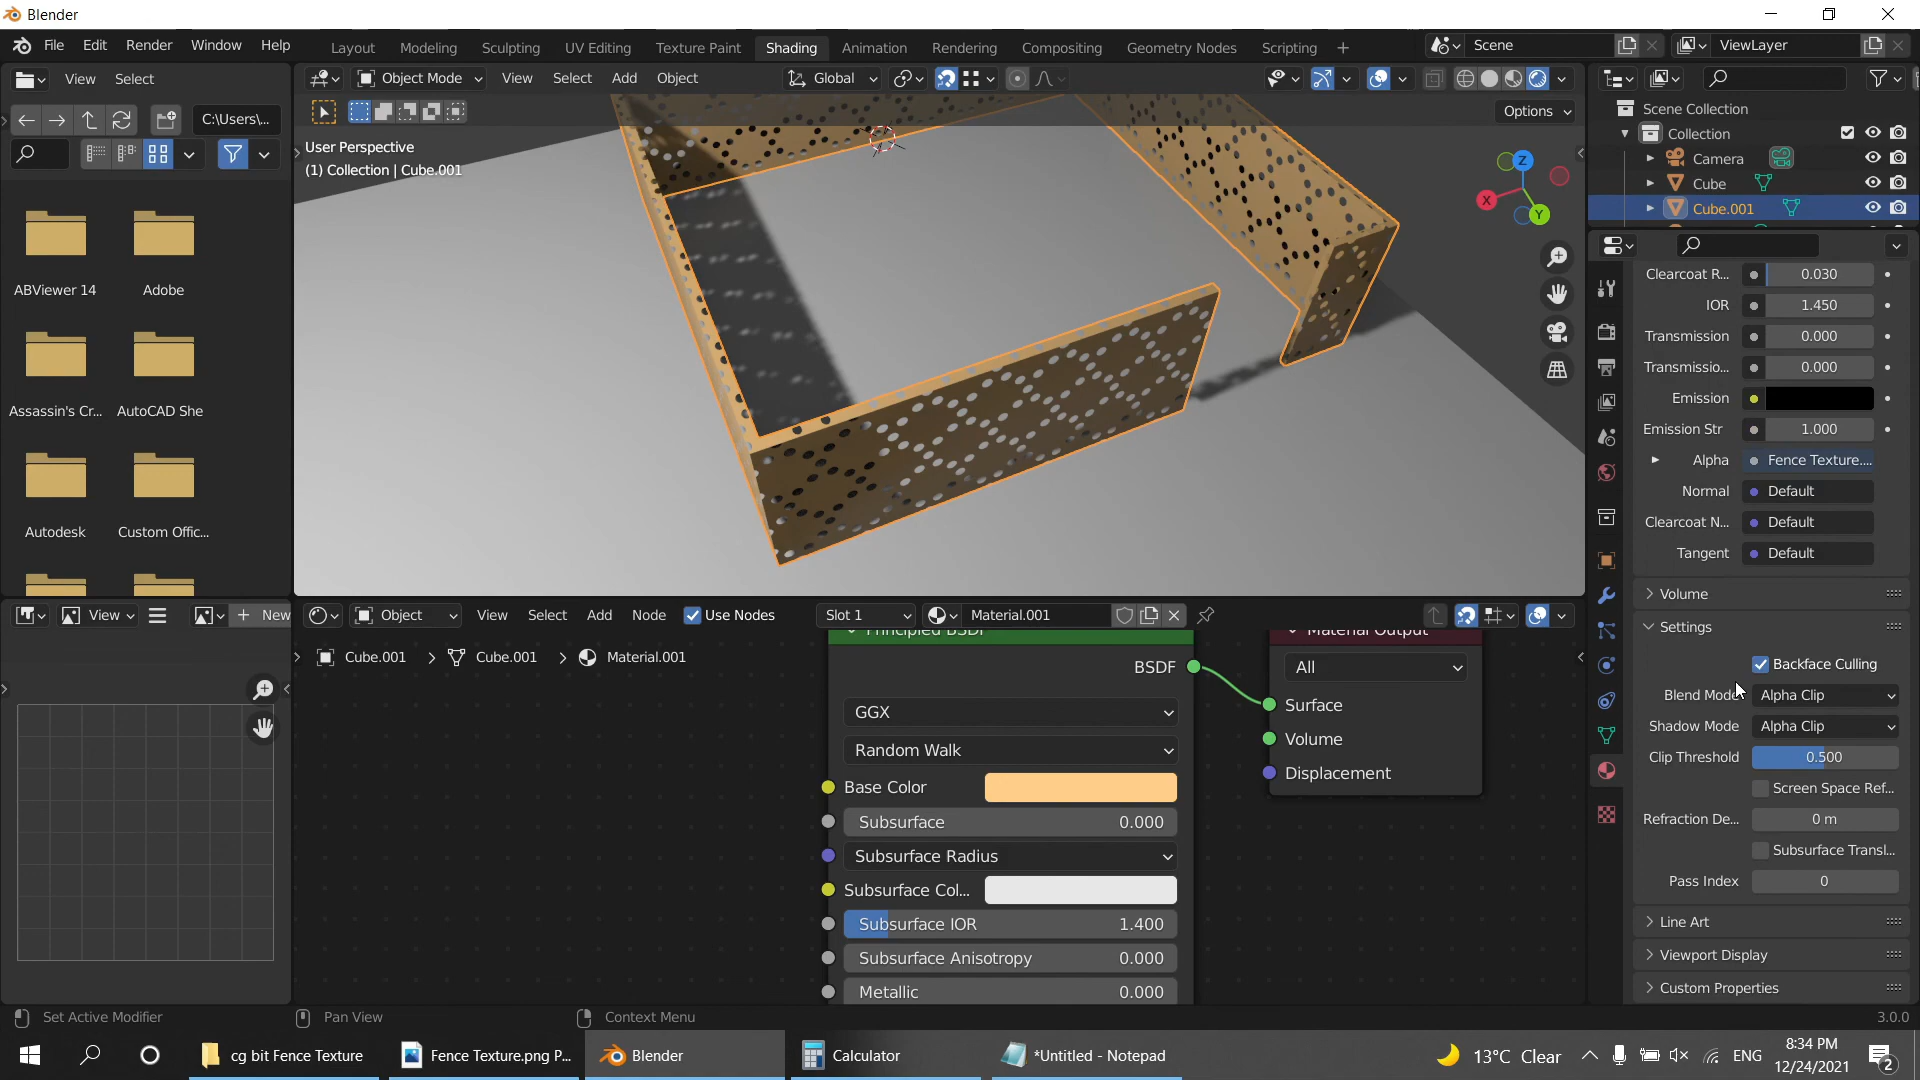 Blender
File Edit Render Window Help
Layout Modeling Sculpting UV Editing Texture Paint Shading Animation Rendering Compositing Geometry Nodes Scripting
Scene
ViewLayer
View Select
Object Mode View Select Add Object
Global
C:\Users\...
Options
User Perspective
(1) Collection | Cube.001
Z
X
Y
ABViewer 14
Adobe
Assassin's Cr...
AutoCAD She
Autodesk
Custom Offic...
Scene Collection
Collection
Camera
Cube
Cube.001
Clearcoat R... 0.030
IOR 1.450
Transmission 0.000
Transmissio... 0.000
Emission
Emission Str 1.000
Alpha Fence Texture....
Normal Default
Clearcoat N... Default
Tangent Default
Volume
Settings
Backface Culling
Blend Mode Alpha Clip
Shadow Mode Alpha Clip
Clip Threshold 0.500
Screen Space Ref...
Refraction De... 0 m
Subsurface Transl...
Pass Index 0
Line Art
Viewport Display
Custom Properties
View
New
Object View Select Add Node Use Nodes
Slot 1
Material.001
Cube.001 Cube.001 Material.001
Principled BSDF
BSDF
GGX
Random Walk
Base Color
Subsurface 0.000
Subsurface Radius
Subsurface Col...
Subsurface IOR 1.400
Subsurface Anisotropy 0.000
Metallic 0.000
Material Output
All
Surface
Volume
Displacement
Set Active Modifier
Pan View
Context Menu
3.0.0
cg bit Fence Texture
Fence Texture.png P...
Blender
Calculator
*Untitled - Notepad
13°C Clear
ENG
8:34 PM
12/24/2021
2